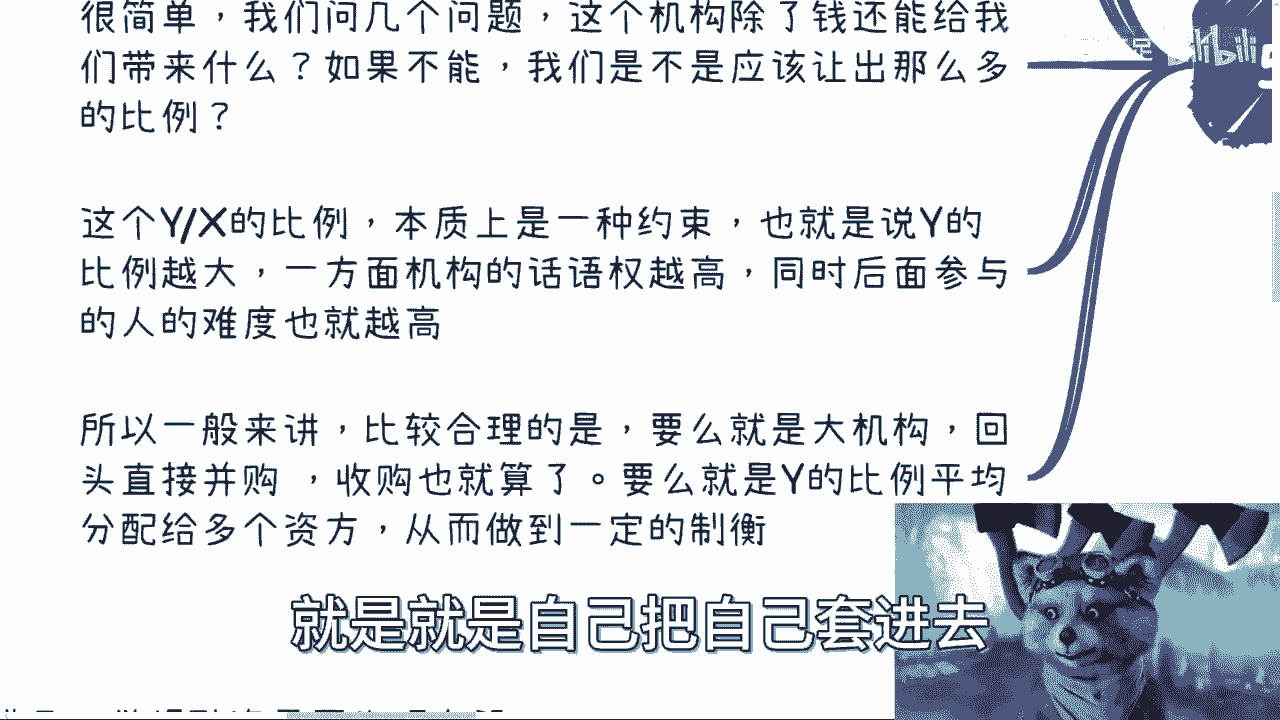 很简单，我们问几个问题，这个机构除了钱还能给我
们带来什么？如果不能，我们是不是应该让出那么多
的比例？
这个Y/X的比例，本质上是一种约束，也就是说Y的
比例越大，一方面机构的话语权越高，同时后面参与
的人的难度也就越高
所以一般来讲，比较合理的是，要么就是大机构，回
头直接并购 ，收购也就算了。要么就是Y的比例平均
分配给多个资方，从而做到一定的制衡
就是就是自己把自己套进去